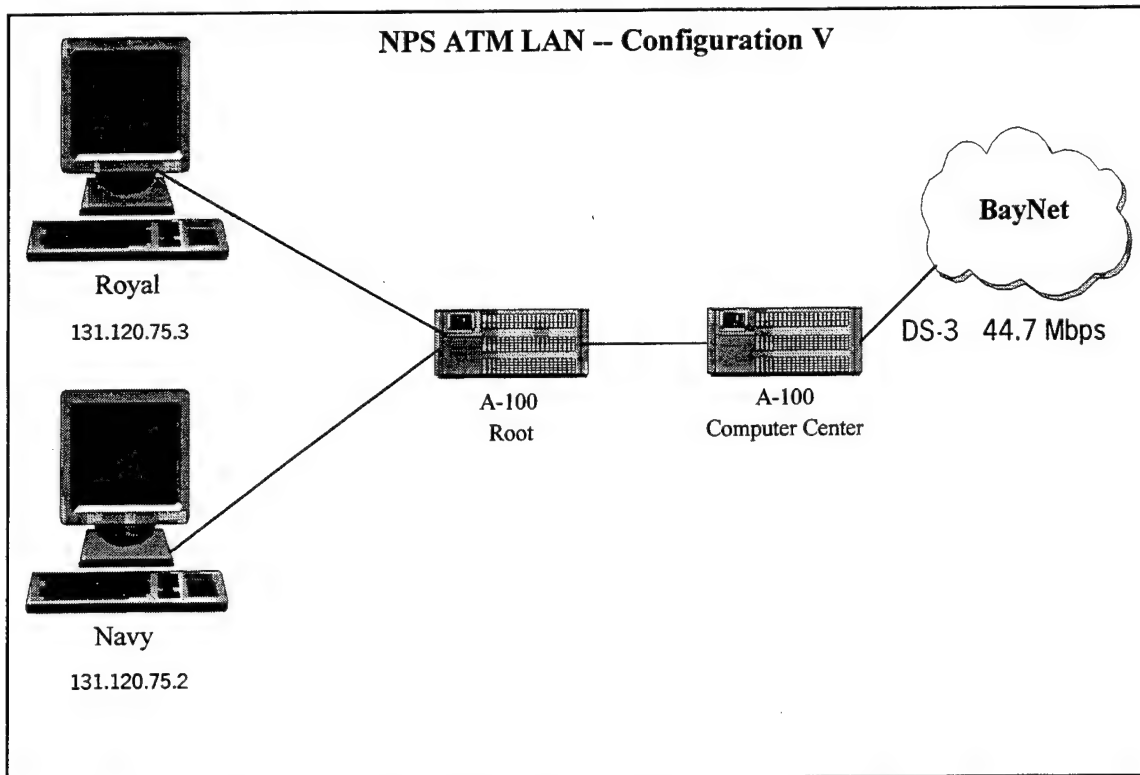 NPS ATM LAN -- Configuration V
Royal
131.120.75.3
Navy
131.120.75.2
A-100
Root
A-100
Computer Center
BayNet
DS-3 44.7 Mbps